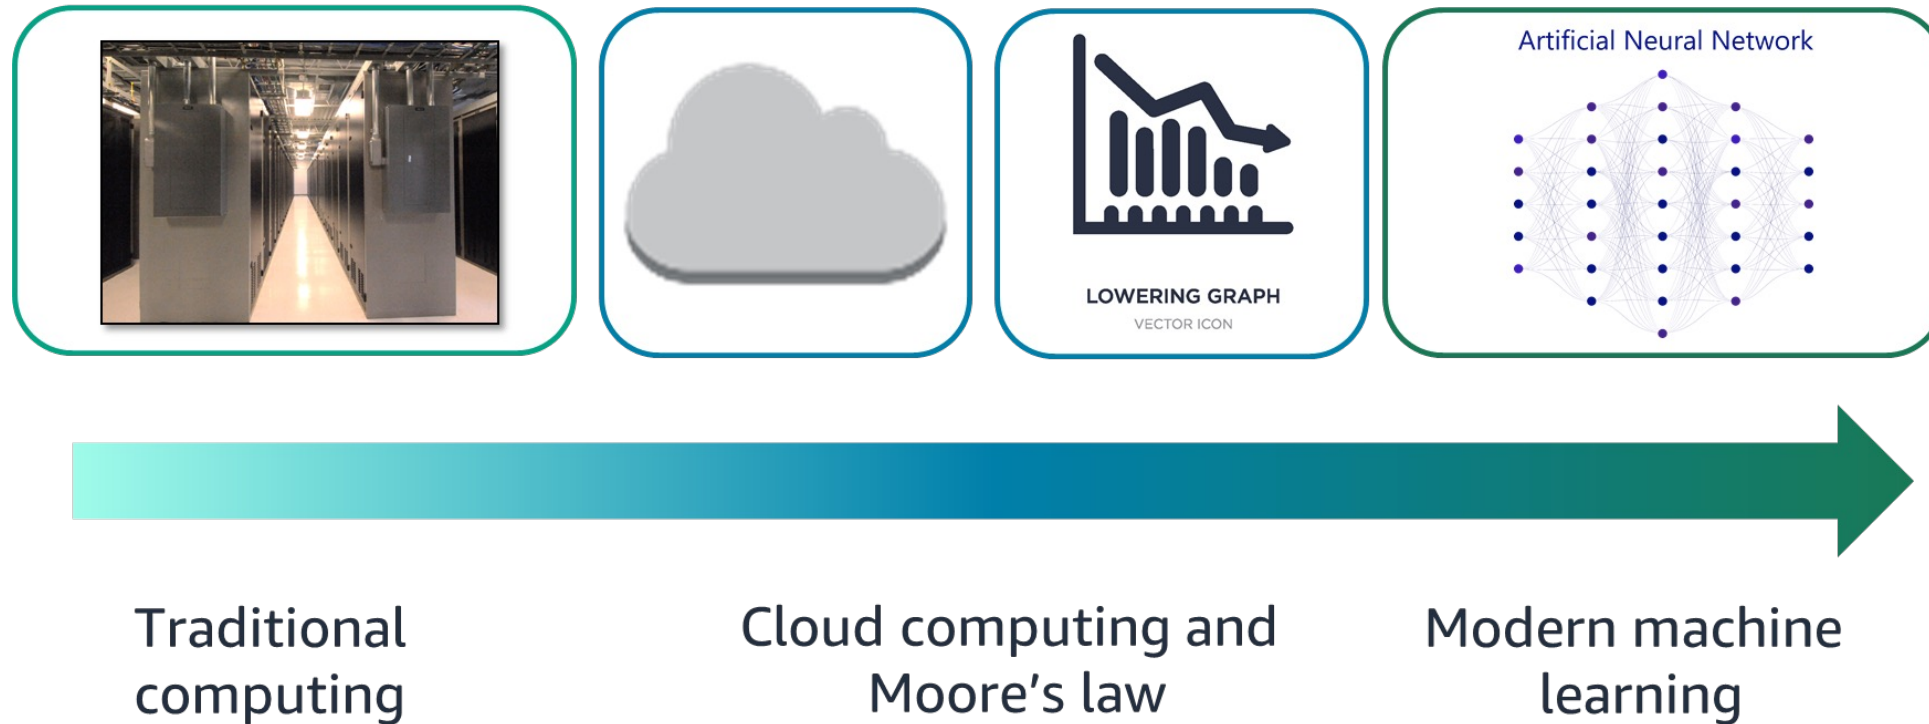 Artificial Neural Network
LOWERING GRAPH
VECTOR ICON
Traditional
computing
Cloud computing and
Moore’s law
Modern machine
learning